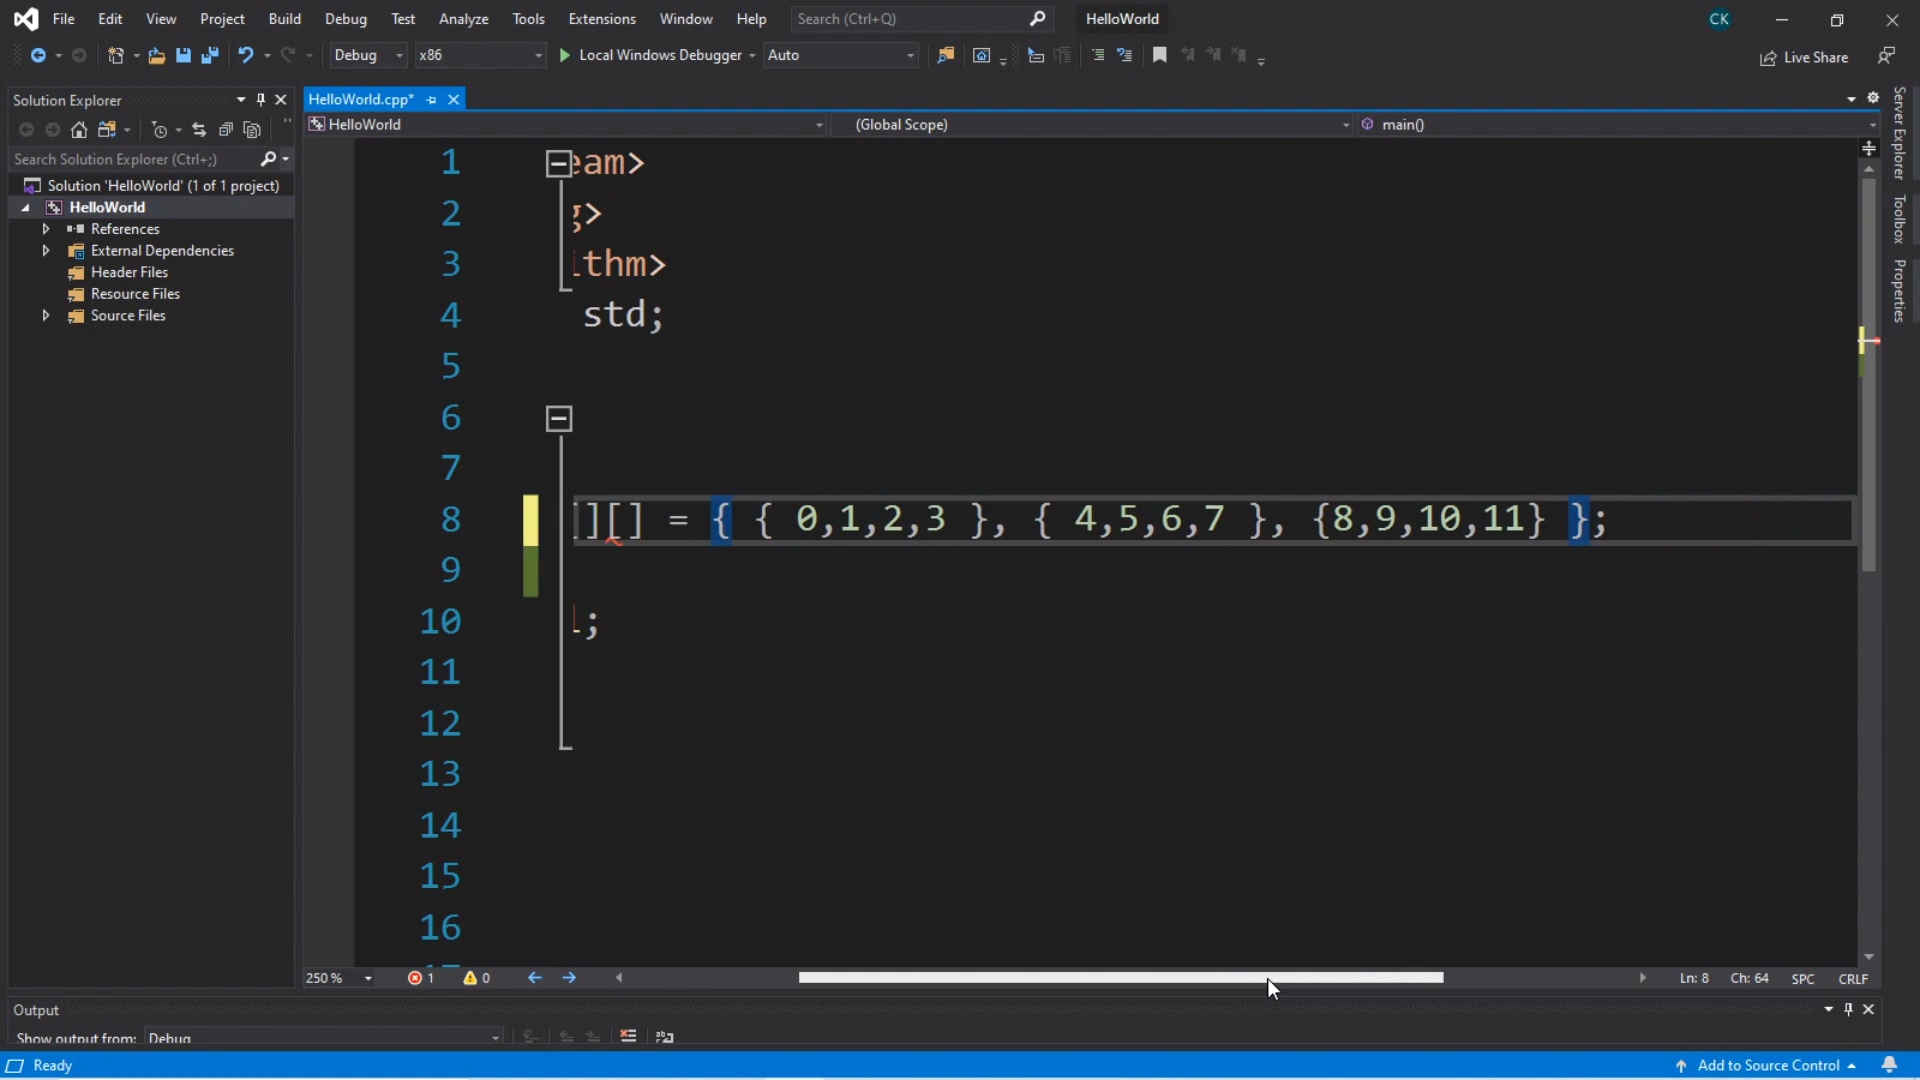 File Edit View Project Build Debug Test Analyze Tools Extensions Window Help Search (Ctrl+Q) HelloWorld CK
Debug x86 Local Windows Debugger Auto Live Share
Solution Explorer
Search Solution Explorer (Ctrl+;)
Solution 'HelloWorld' (1 of 1 project)
HelloWorld
References
External Dependencies
Header Files
Resource Files
Source Files
HelloWorld.cpp*
HelloWorld (Global Scope) main()
1 eam>
2 g>
3 ithm>
4 std;
5
6
7
8 [][] = { { 0,1,2,3 }, { 4,5,6,7 }, {8,9,10,11} };
9
10 l;
11
12
13
14
15
16
250 % 1 0 Ln: 8 Ch: 64 SPC CRLF
Server Explorer
Toolbox
Properties
Output
Show output from: Debug
Ready Add to Source Control